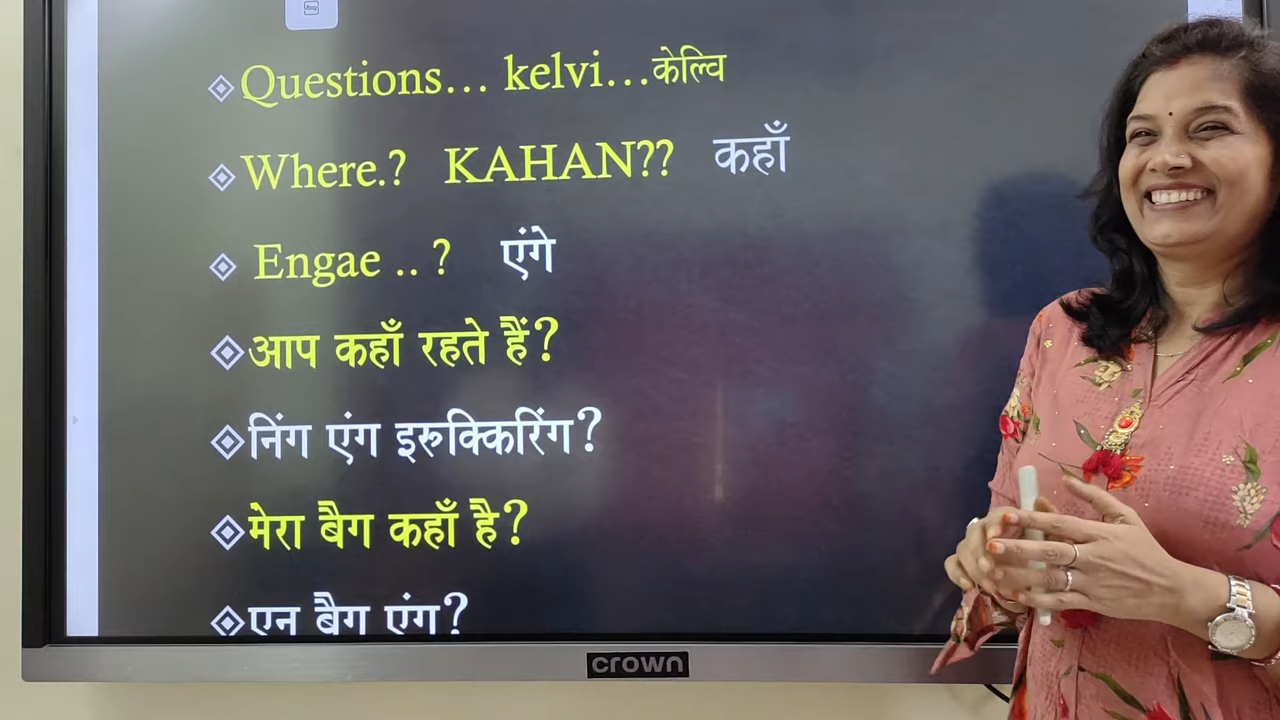 Questions... kelvi...केल्वि
Where.? KAHAN?? कहाँ
Engae .. ? एंगे
आप कहाँ रहते हैं?
निंग एंग इरूक्किरिंग?
मेरा बैग कहाँ है?
एन बैग एंग?
crown